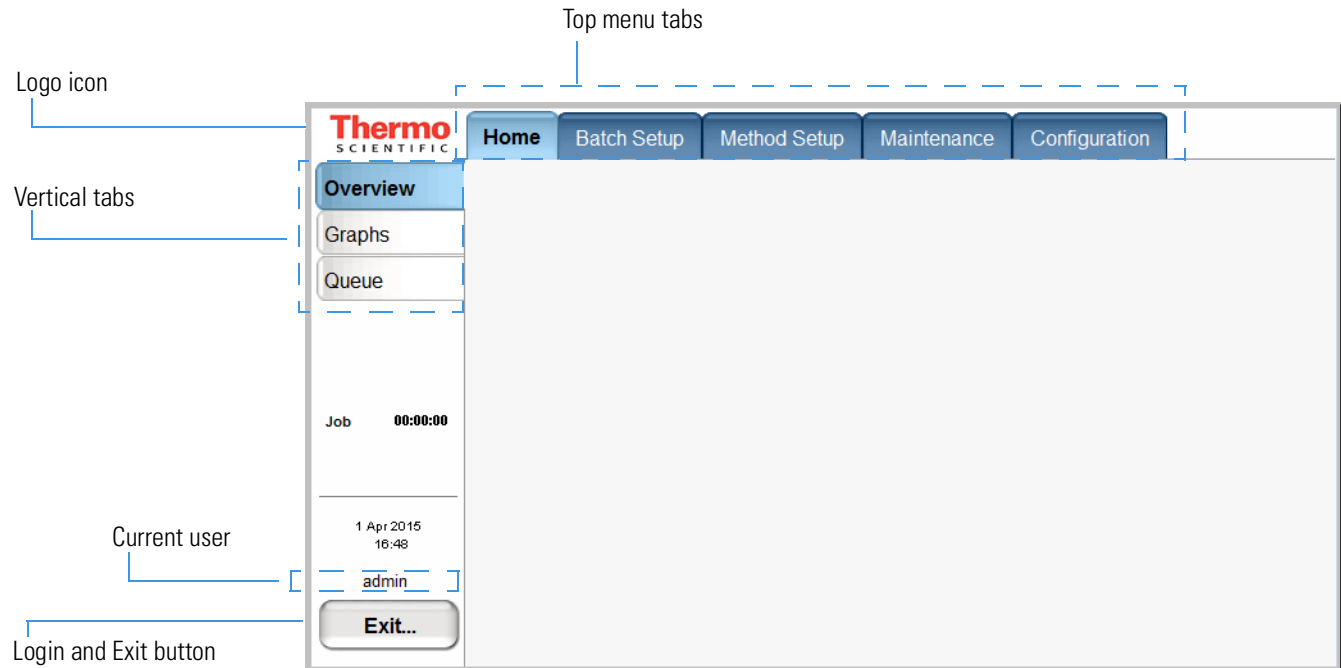 Top menu tabs
Logo icon
Thermo
SCIENTIFIC
Home Batch Setup Method Setup Maintenance Configuration
Vertical tabs
Overview
Graphs
Queue
Job 00:00:00
1 Apr 2015
16:48
Current user
admin
Exit...
Login and Exit button